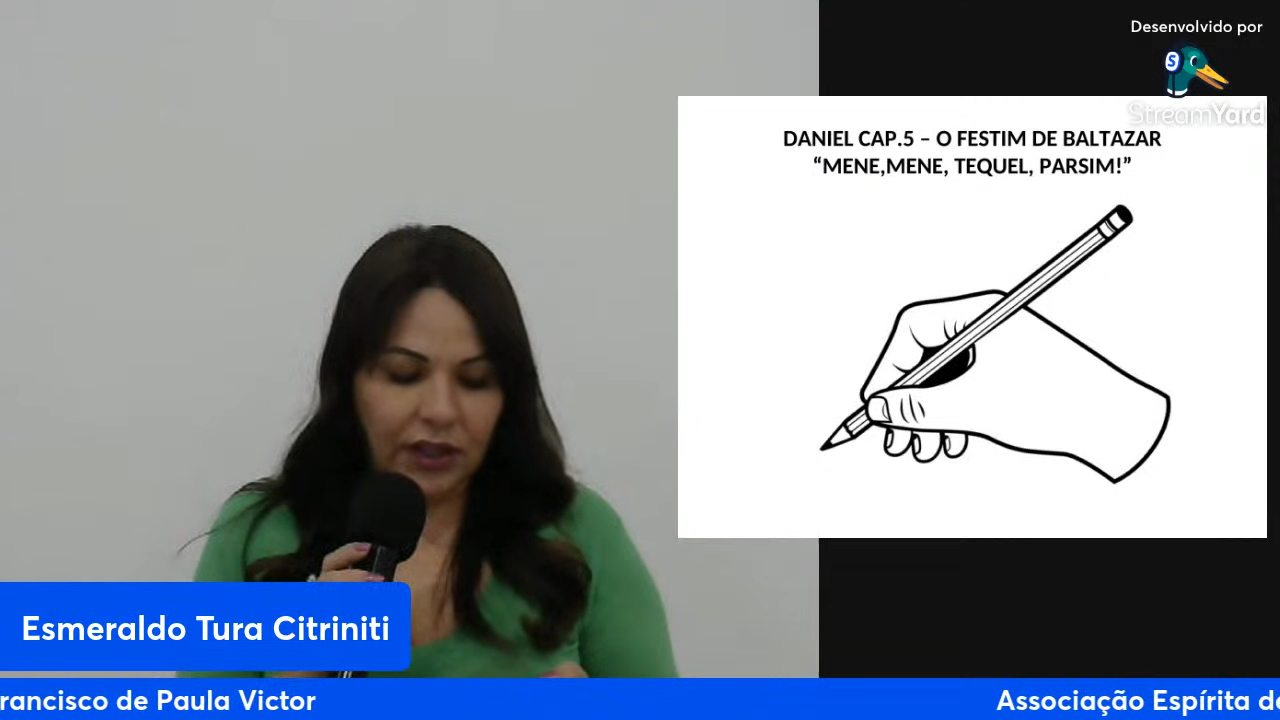 Desenvolvido por
S
StreamYard
DANIEL CAP.5 – O FESTIM DE BALTAZAR
“MENE,MENE, TEQUEL, PARSIM!”
Esmeraldo Tura Citriniti
rancisco de Paula Victor
Associação Espírita de